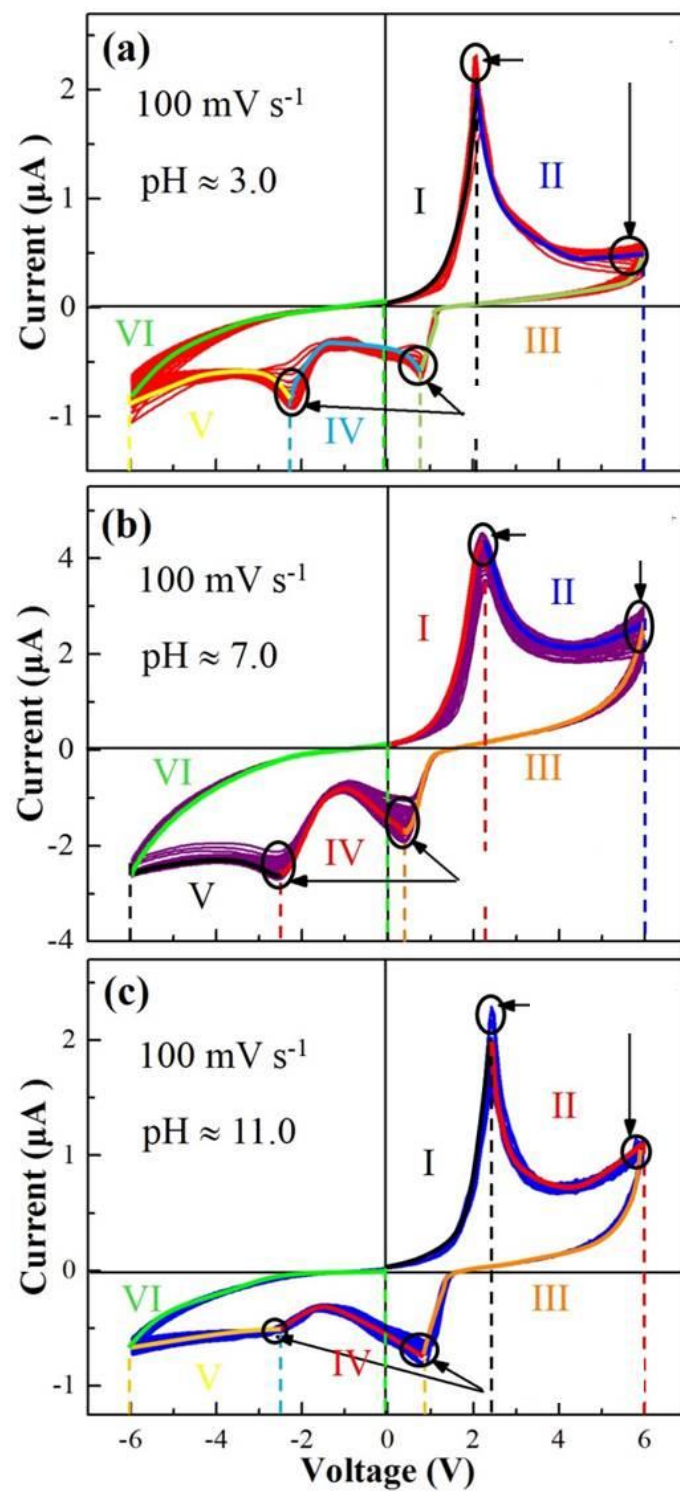 (a)
100 mV s⁻¹
pH ≈ 3.0
I
II
III
IV
V
VI
2
1
0
-1
Current (μA )
(b)
100 mV s⁻¹
pH ≈ 7.0
I
II
III
IV
V
VI
4
2
0
-2
-4
Current (μA )
(c)
100 mV s⁻¹
pH ≈ 11.0
I
II
III
IV
V
VI
2
1
0
-1
Current (μA )
-6 -4 -2 0 2 4 6
Voltage (V)